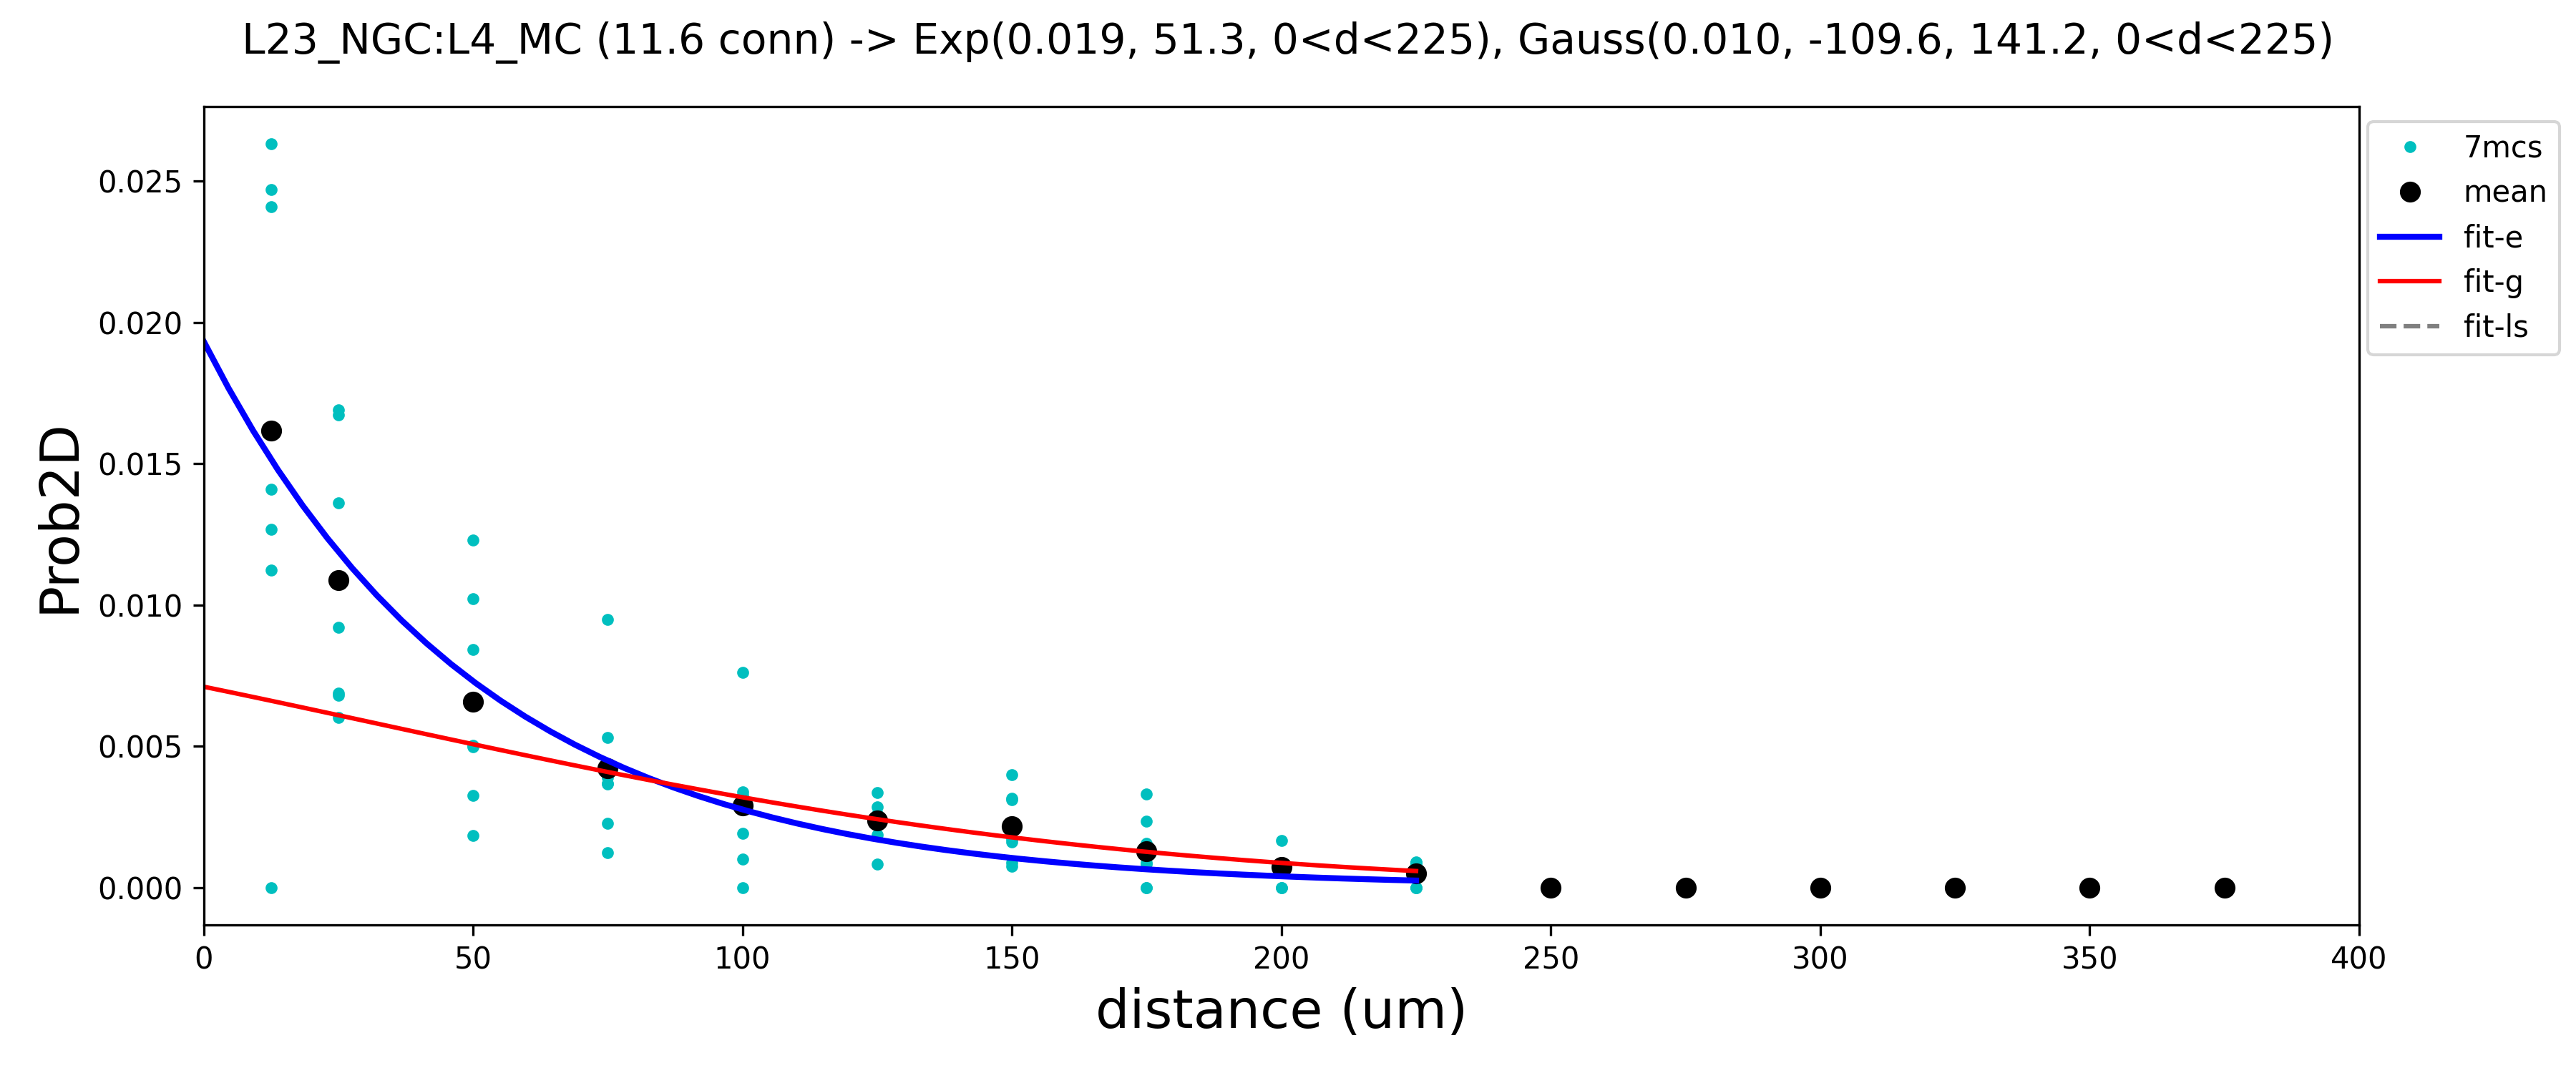 L23_NGC:L4_MC (11.6 conn) -> Exp(0.019, 51.3, 0<d<225), Gauss(0.010, -109.6, 141.2, 0<d<225)
7mcs
mean
fit-e
fit-g
fit-ls
Prob2D
0.025
0.020
0.015
0.010
0.005
0.000
0 50 100 150 200 250 300 350 400
distance (um)